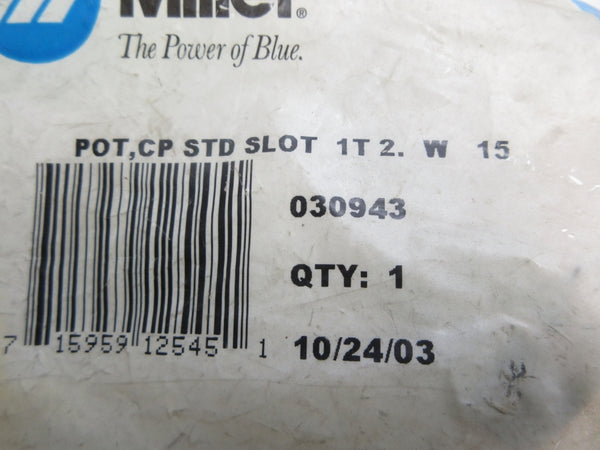 Miller®
The Power of Blue.
POT,CP STD SLOT 1T 2. W 15
030943
QTY: 1
7 15959 12545 1
10/24/03